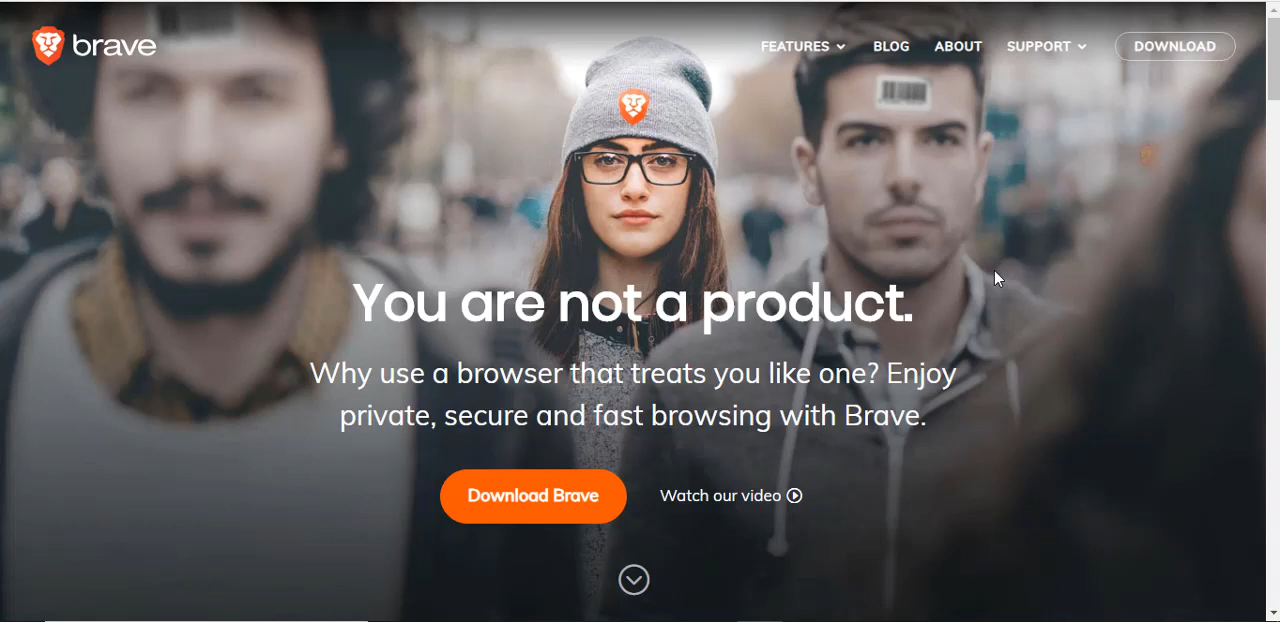 brave
FEATURES
BLOG
ABOUT
SUPPORT
DOWNLOAD
You are not a product.
Why use a browser that treats you like one? Enjoy
private, secure and fast browsing with Brave.
Download Brave
Watch our video